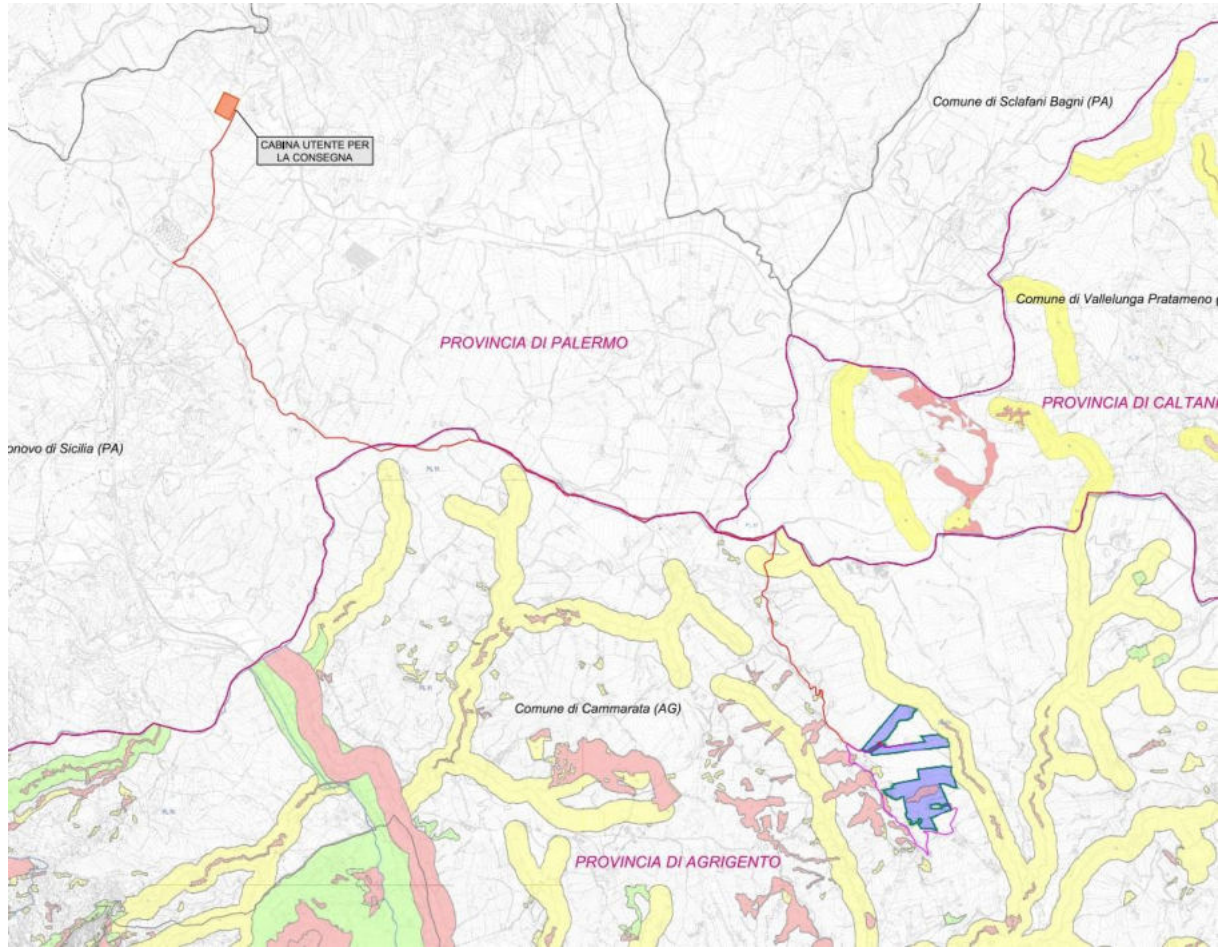 Comune di Sclafani Bagni (PA)
CABINA UTENTE PER
LA CONSEGNA
Comune di Vallelunga Pratameno (
PROVINCIA DI PALERMO
PROVINCIA DI CALTANI
onovo di Sicilia (PA)
Comune di Cammarata (AG)
PROVINCIA DI AGRIGENTO